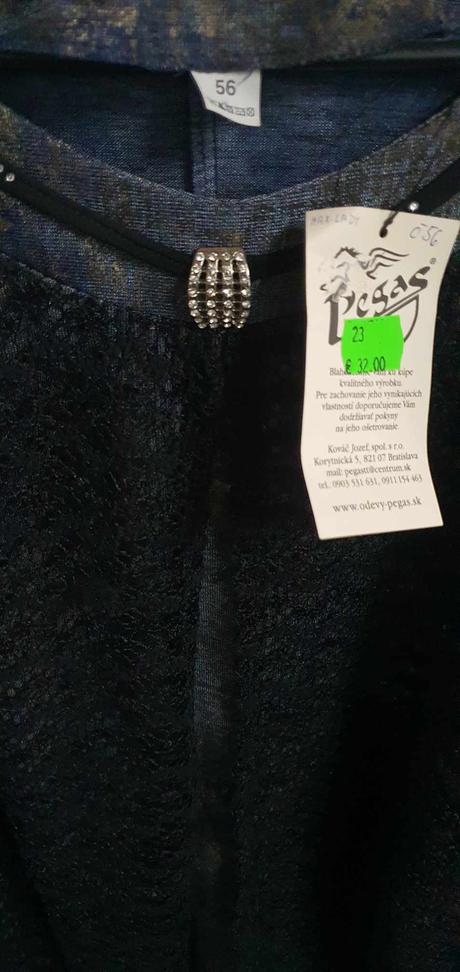 56
MAX-LADY
č-56
Pegas®
23
€ 32.00
kúpe
kvalitného výrobku.
Pre zachovanie jeho vynikajúcich
vlastností doporučujeme Vám
dodržiavať pokyny
na jeho ošetrovanie.
Kováč Jozef, spol. s r.o.
Korytnická 5, 821 07 Bratislava
mail: pegastt@centrum.sk
tel.: 0903 531 631, 0911 154 463
www.odevy-pegas.sk